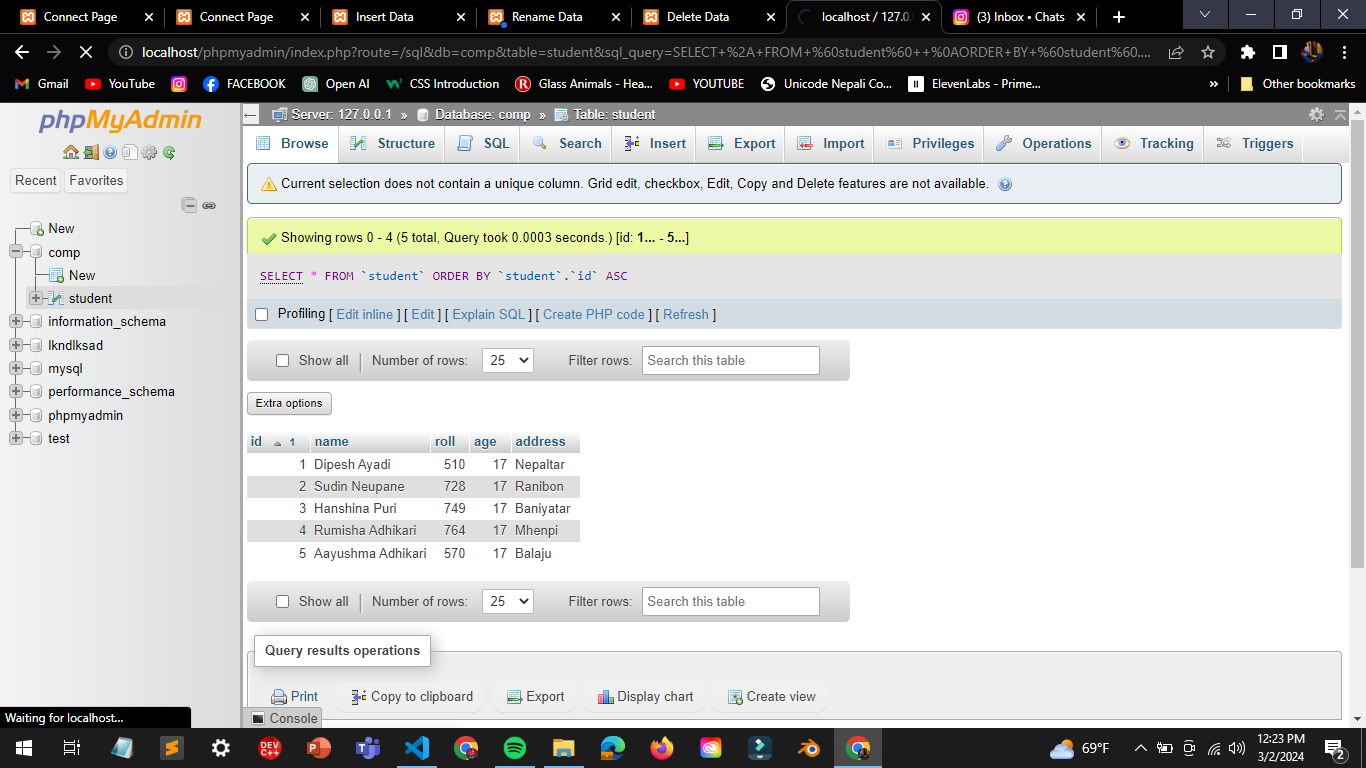 Connect Page
Connect Page
Insert Data
Rename Data
Delete Data
localhost / 127.0.
(3) Inbox • Chats
localhost/phpmyadmin/index.php?route=/sql&db=comp&table=student&sql_query=SELECT+%2A+FROM+%60student%60++%0AORDER+BY+%60student%60....
Gmail YouTube FACEBOOK Open AI CSS Introduction Glass Animals - Hea... YOUTUBE Unicode Nepali Co... ElevenLabs - Prime... » Other bookmarks
phpMyAdmin
Recent Favorites
New
comp
New
student
information_schema
lkndlksad
mysql
performance_schema
phpmyadmin
test
Server: 127.0.0.1 » Database: comp » Table: student
Browse Structure SQL Search Insert Export Import Privileges Operations Tracking Triggers
Current selection does not contain a unique column. Grid edit, checkbox, Edit, Copy and Delete features are not available.
Showing rows 0 - 4 (5 total, Query took 0.0003 seconds.) [id: 1... - 5...]
SELECT * FROM `student` ORDER BY `student`.`id` ASC
Profiling [ Edit inline ] [ Edit ] [ Explain SQL ] [ Create PHP code ] [ Refresh ]
Show all Number of rows: 25 Filter rows: Search this table
Extra options
id 1 name roll age address
1 Dipesh Ayadi 510 17 Nepaltar
2 Sudin Neupane 728 17 Ranibon
3 Hanshina Puri 749 17 Baniyatar
4 Rumisha Adhikari 764 17 Mhenpi
5 Aayushma Adhikari 570 17 Balaju
Show all Number of rows: 25 Filter rows: Search this table
Query results operations
Print Copy to clipboard Export Display chart Create view
Waiting for localhost...
Console
DEV C++
69°F
12:23 PM
3/2/2024
2